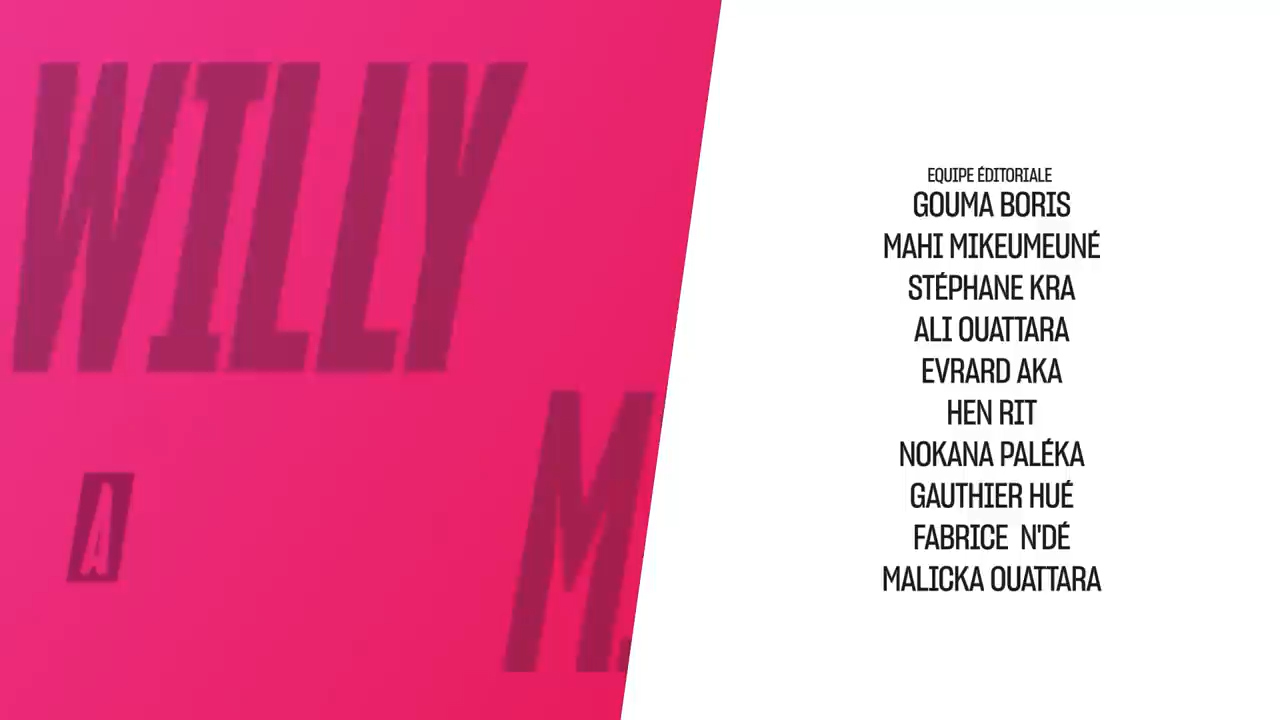 WILLY
A
M.
EQUIPE ÉDITORIALE
GOUMA BORIS
MAHI MIKEUMEUNÉ
STÉPHANE KRA
ALI OUATTARA
EVRARD AKA
HEN RIT
NOKANA PALÉKA
GAUTHIER HUÉ
FABRICE N'DÉ
MALICKA OUATTARA